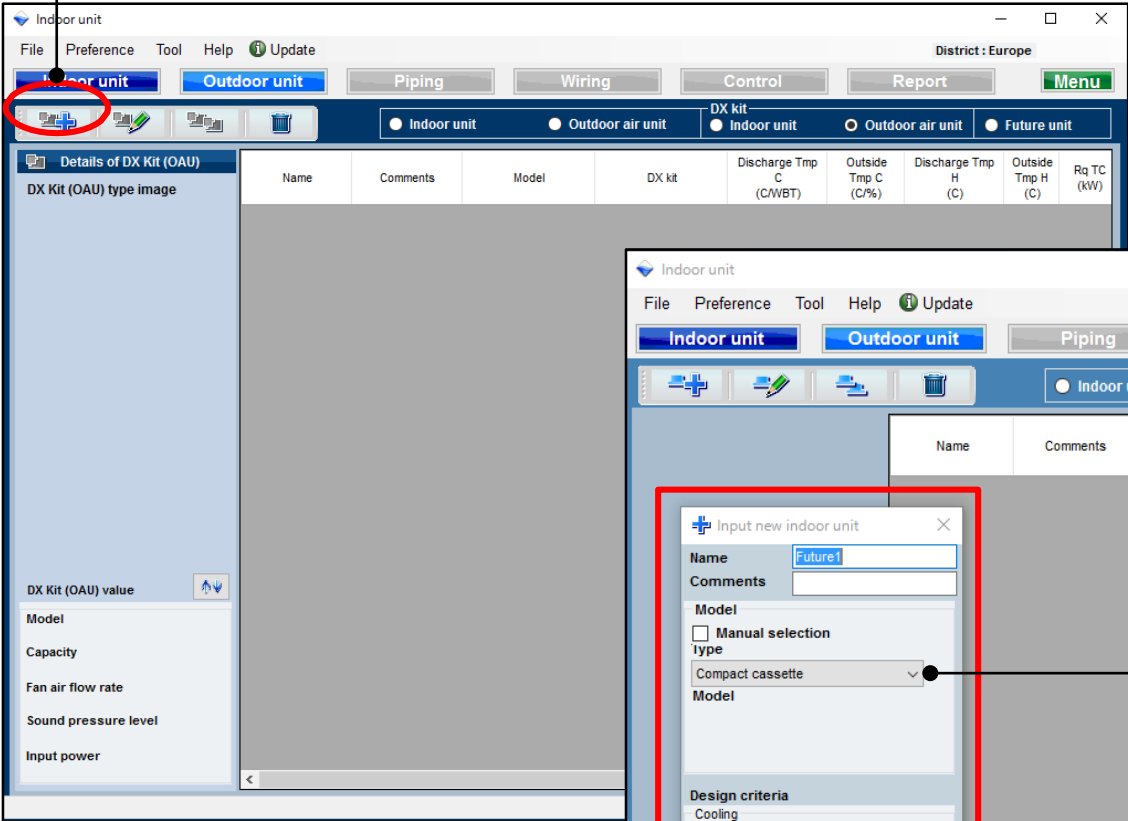 Indoor unit
File Preference Tool Help Update District : Europe
Indoor unit Outdoor unit Piping Wiring Control Report Menu
DX kit
Indoor unit Outdoor air unit Indoor unit Outdoor air unit Future unit
Details of DX Kit (OAU)
DX Kit (OAU) type image
Name Comments Model DX kit Discharge Tmp C (C/WBT) Outside Tmp C (C/%) Discharge Tmp H (C) Outside Tmp H (C) Rq TC (kW)
DX Kit (OAU) value
Model
Capacity
Fan air flow rate
Sound pressure level
Input power
Indoor unit
File Preference Tool Help Update
Indoor unit Outdoor unit Piping
Indoor
Name Comments
Input new indoor unit
Name Future1
Comments
Model
Manual selection
Type
Compact cassette
Model
Design criteria
Cooling